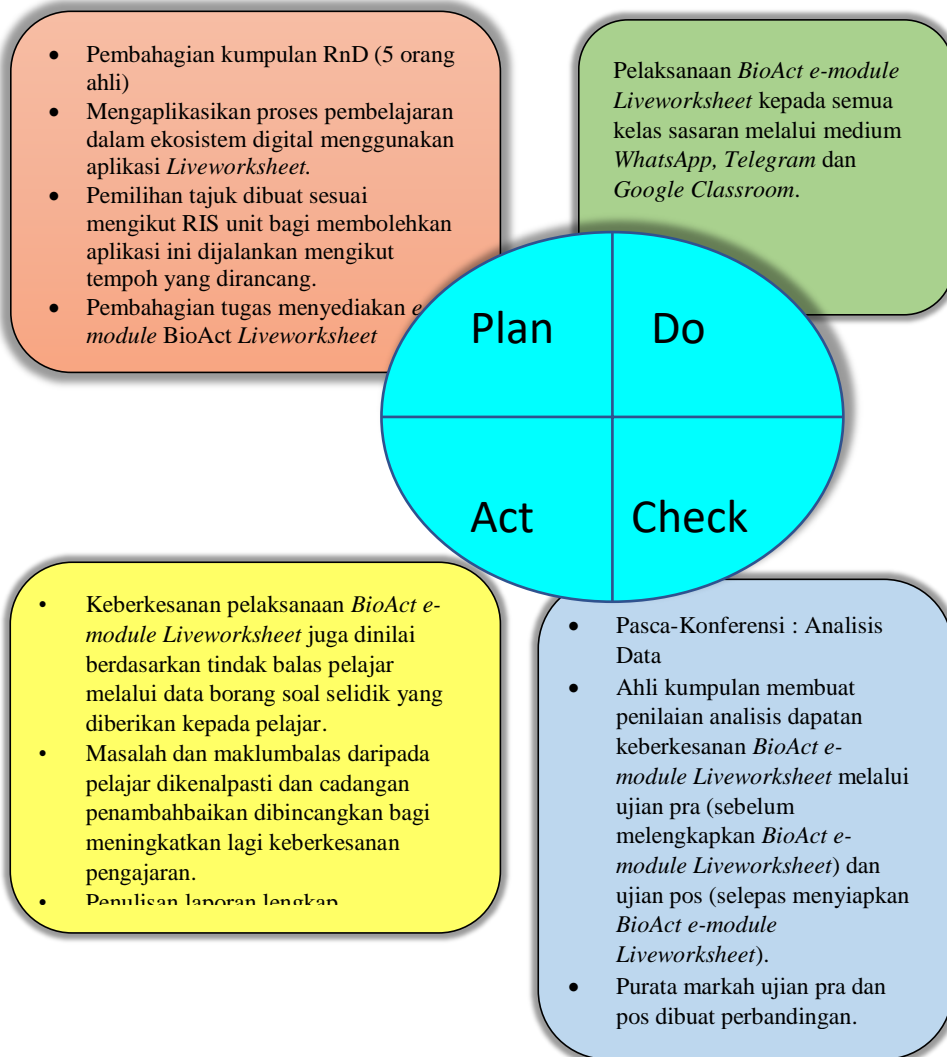 • Pembahagian kumpulan RnD (5 orang
ahli)
• Mengaplikasikan proses pembelajaran
dalam ekosistem digital menggunakan
aplikasi Liveworksheet.
• Pemilihan tajuk dibuat sesuai
mengikut RIS unit bagi membolehkan
aplikasi ini dijalankan mengikut
tempoh yang dirancang.
• Pembahagian tugas menyediakan e-
module BioAct Liveworksheet
Pelaksanaan BioAct e-module
Liveworksheet kepada semua
kelas sasaran melalui medium
WhatsApp, Telegram dan
Google Classroom.
Plan
Do
Act
Check
• Keberkesanan pelaksanaan BioAct e-
module Liveworksheet juga dinilai
berdasarkan tindak balas pelajar
melalui data borang soal selidik yang
diberikan kepada pelajar.
• Masalah dan maklumbalas daripada
pelajar dikenalpasti dan cadangan
penambahbaikan dibincangkan bagi
meningkatkan lagi keberkesanan
pengajaran.
• Penulisan laporan lengkap
• Pasca-Konferensi : Analisis
Data
• Ahli kumpulan membuat
penilaian analisis dapatan
keberkesanan BioAct e-
module Liveworksheet melalui
ujian pra (sebelum
melengkapkan BioAct e-
module Liveworksheet) dan
ujian pos (selepas menyiapkan
BioAct e-module
Liveworksheet).
• Purata markah ujian pra dan
pos dibuat perbandingan.